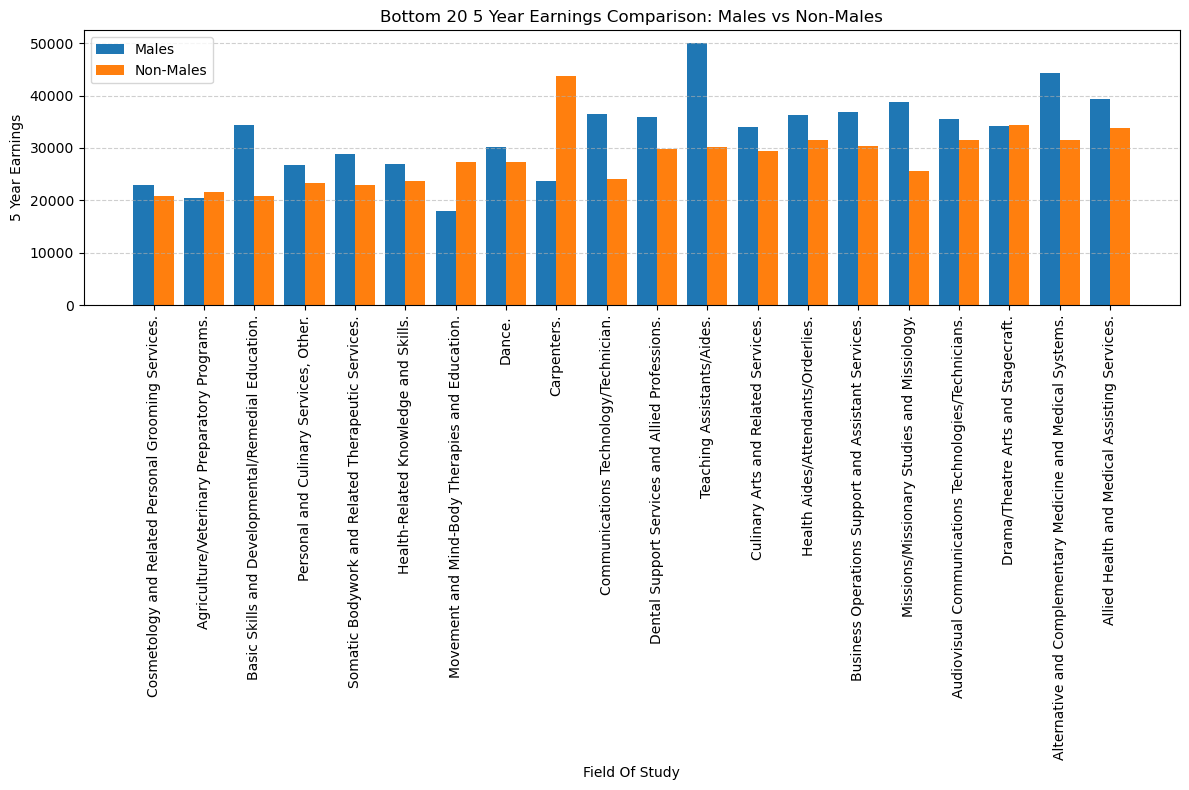 Bottom 20 5 Year Earnings Comparison: Males vs Non-Males
Males
Non-Males
5 Year Earnings
50000
40000
30000
20000
10000
0
Cosmetology and Related Personal Grooming Services.
Agriculture/Veterinary Preparatory Programs.
Basic Skills and Developmental/Remedial Education.
Personal and Culinary Services, Other.
Somatic Bodywork and Related Therapeutic Services.
Health-Related Knowledge and Skills.
Movement and Mind-Body Therapies and Education.
Dance.
Carpenters.
Communications Technology/Technician.
Dental Support Services and Allied Professions.
Teaching Assistants/Aides.
Culinary Arts and Related Services.
Health Aides/Attendants/Orderlies.
Business Operations Support and Assistant Services.
Missions/Missionary Studies and Missiology.
Audiovisual Communications Technologies/Technicians.
Drama/Theatre Arts and Stagecraft.
Alternative and Complementary Medicine and Medical Systems.
Allied Health and Medical Assisting Services.
Field Of Study